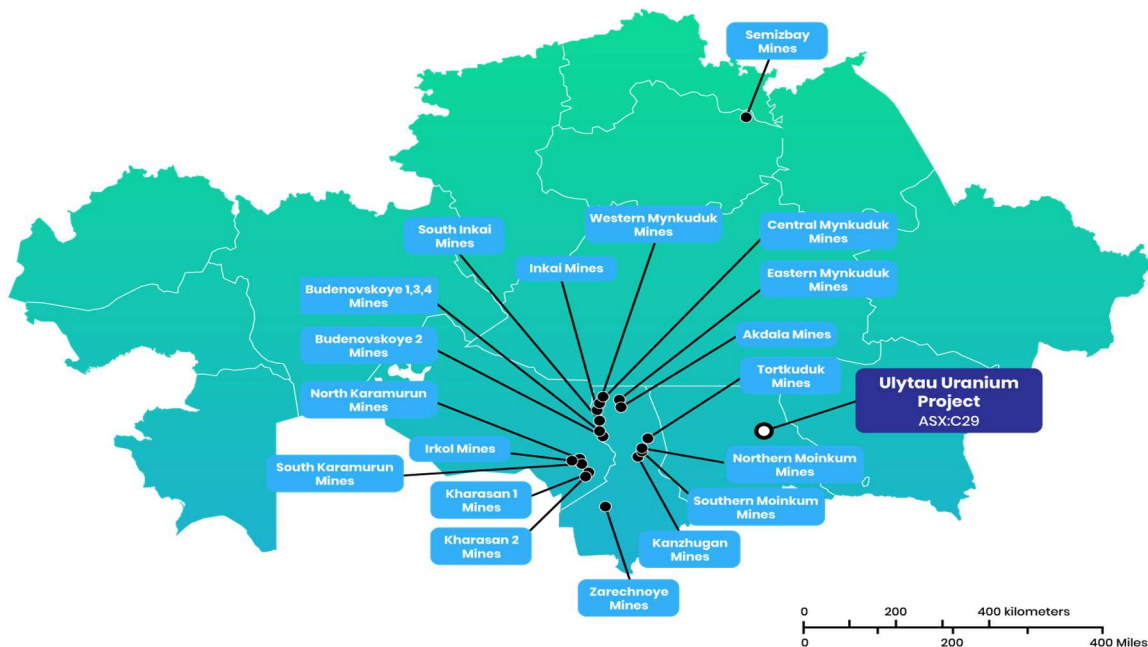 Semizbay
Mines
Western Mynkuduk
Mines
Central Mynkuduk
Mines
South Inkai
Mines
Inkai Mines
Eastern Mynkuduk
Mines
Budenovskoye 1,3,4
Mines
Budenovskoye 2
Mines
Akdala Mines
Tortkuduk
Mines
Ulytau Uranium
Project
ASX:C29
North Karamurun
Mines
Irkol Mines
South Karamurun
Mines
Northern Moinkum
Mines
Kharasan 1
Mines
Southern Moinkum
Mines
Kharasan 2
Mines
Kanzhugan
Mines
Zarechnoye
Mines
0 200 400 kilometers
0 200 400 Miles